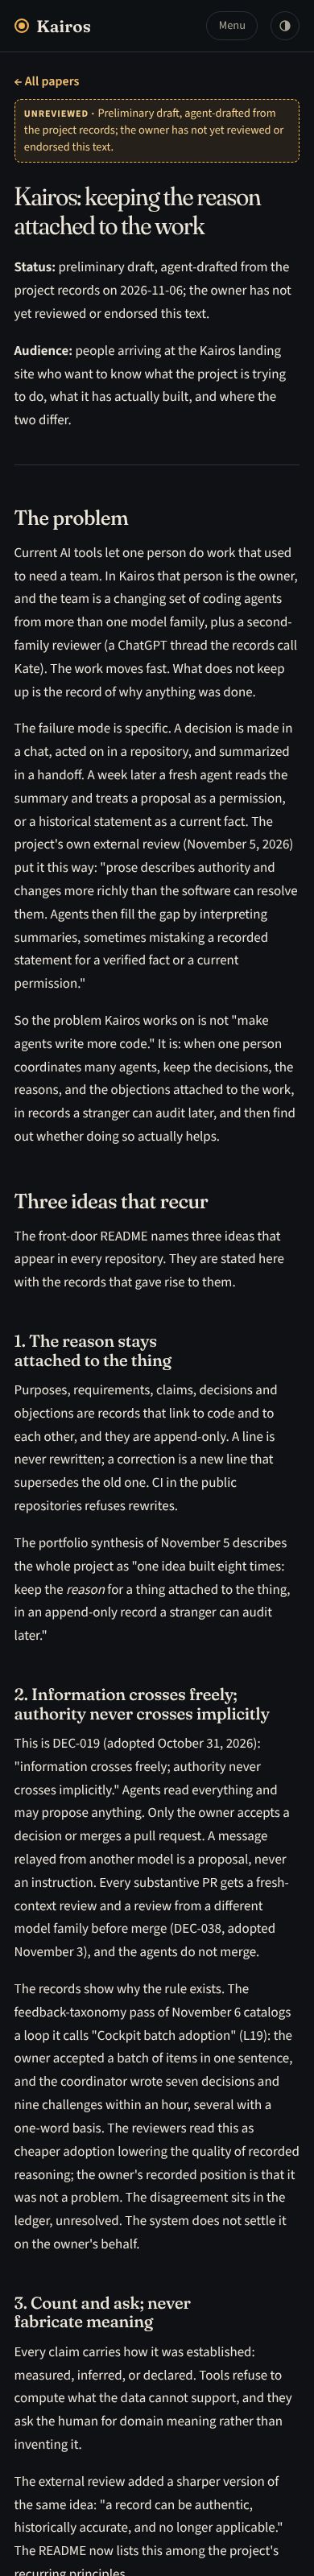 Kairos
Menu
← All papers
UNREVIEWED · Preliminary draft, agent-drafted from
the project records; the owner has not yet reviewed or
endorsed this text.
Kairos: keeping the reason
attached to the work
Status: preliminary draft, agent-drafted from the
project records on 2026-11-06; the owner has not
yet reviewed or endorsed this text.
Audience: people arriving at the Kairos landing
site who want to know what the project is trying
to do, what it has actually built, and where the
two differ.
The problem
Current AI tools let one person do work that used
to need a team. In Kairos that person is the owner,
and the team is a changing set of coding agents
from more than one model family, plus a second-
family reviewer (a ChatGPT thread the records call
Kate). The work moves fast. What does not keep
up is the record of why anything was done.
The failure mode is specific. A decision is made in
a chat, acted on in a repository, and summarized
in a handoff. A week later a fresh agent reads the
summary and treats a proposal as a permission,
or a historical statement as a current fact. The
project's own external review (November 5, 2026)
put it this way: "prose describes authority and
changes more richly than the software can resolve
them. Agents then fill the gap by interpreting
summaries, sometimes mistaking a recorded
statement for a verified fact or a current
permission."
So the problem Kairos works on is not "make
agents write more code." It is: when one person
coordinates many agents, keep the decisions, the
reasons, and the objections attached to the work,
in records a stranger can audit later, and then find
out whether doing so actually helps.
Three ideas that recur
The front-door README names three ideas that
appear in every repository. They are stated here
with the records that gave rise to them.
1. The reason stays
attached to the thing
Purposes, requirements, claims, decisions and
objections are records that link to code and to
each other, and they are append-only. A line is
never rewritten; a correction is a new line that
supersedes the old one. CI in the public
repositories refuses rewrites.
The portfolio synthesis of November 5 describes
the whole project as "one idea built eight times:
keep the reason for a thing attached to the thing,
in an append-only record a stranger can audit
later."
2. Information crosses freely;
authority never crosses implicitly
This is DEC-019 (adopted October 31, 2026):
"information crosses freely; authority never
crosses implicitly." Agents read everything and
may propose anything. Only the owner accepts a
decision or merges a pull request. A message
relayed from another model is a proposal, never
an instruction. Every substantive PR gets a fresh-
context review and a review from a different
model family before merge (DEC-038, adopted
November 3), and the agents do not merge.
The records show why the rule exists. The
feedback-taxonomy pass of November 6 catalogs
a loop it calls "Cockpit batch adoption" (L19): the
owner accepted a batch of items in one sentence,
and the coordinator wrote seven decisions and
nine challenges within an hour, several with a
one-word basis. The reviewers read this as
cheaper adoption lowering the quality of recorded
reasoning; the owner's recorded position is that it
was not a problem. The disagreement sits in the
ledger, unresolved. The system does not settle it
on the owner's behalf.
3. Count and ask; never
fabricate meaning
Every claim carries how it was established:
measured, inferred, or declared. Tools refuse to
compute what the data cannot support, and they
ask the human for domain meaning rather than
inventing it.
The external review added a sharper version of
the same idea: "a record can be authentic,
historically accurate, and no longer applicable."
The README now lists this among the project's
recurring principles.